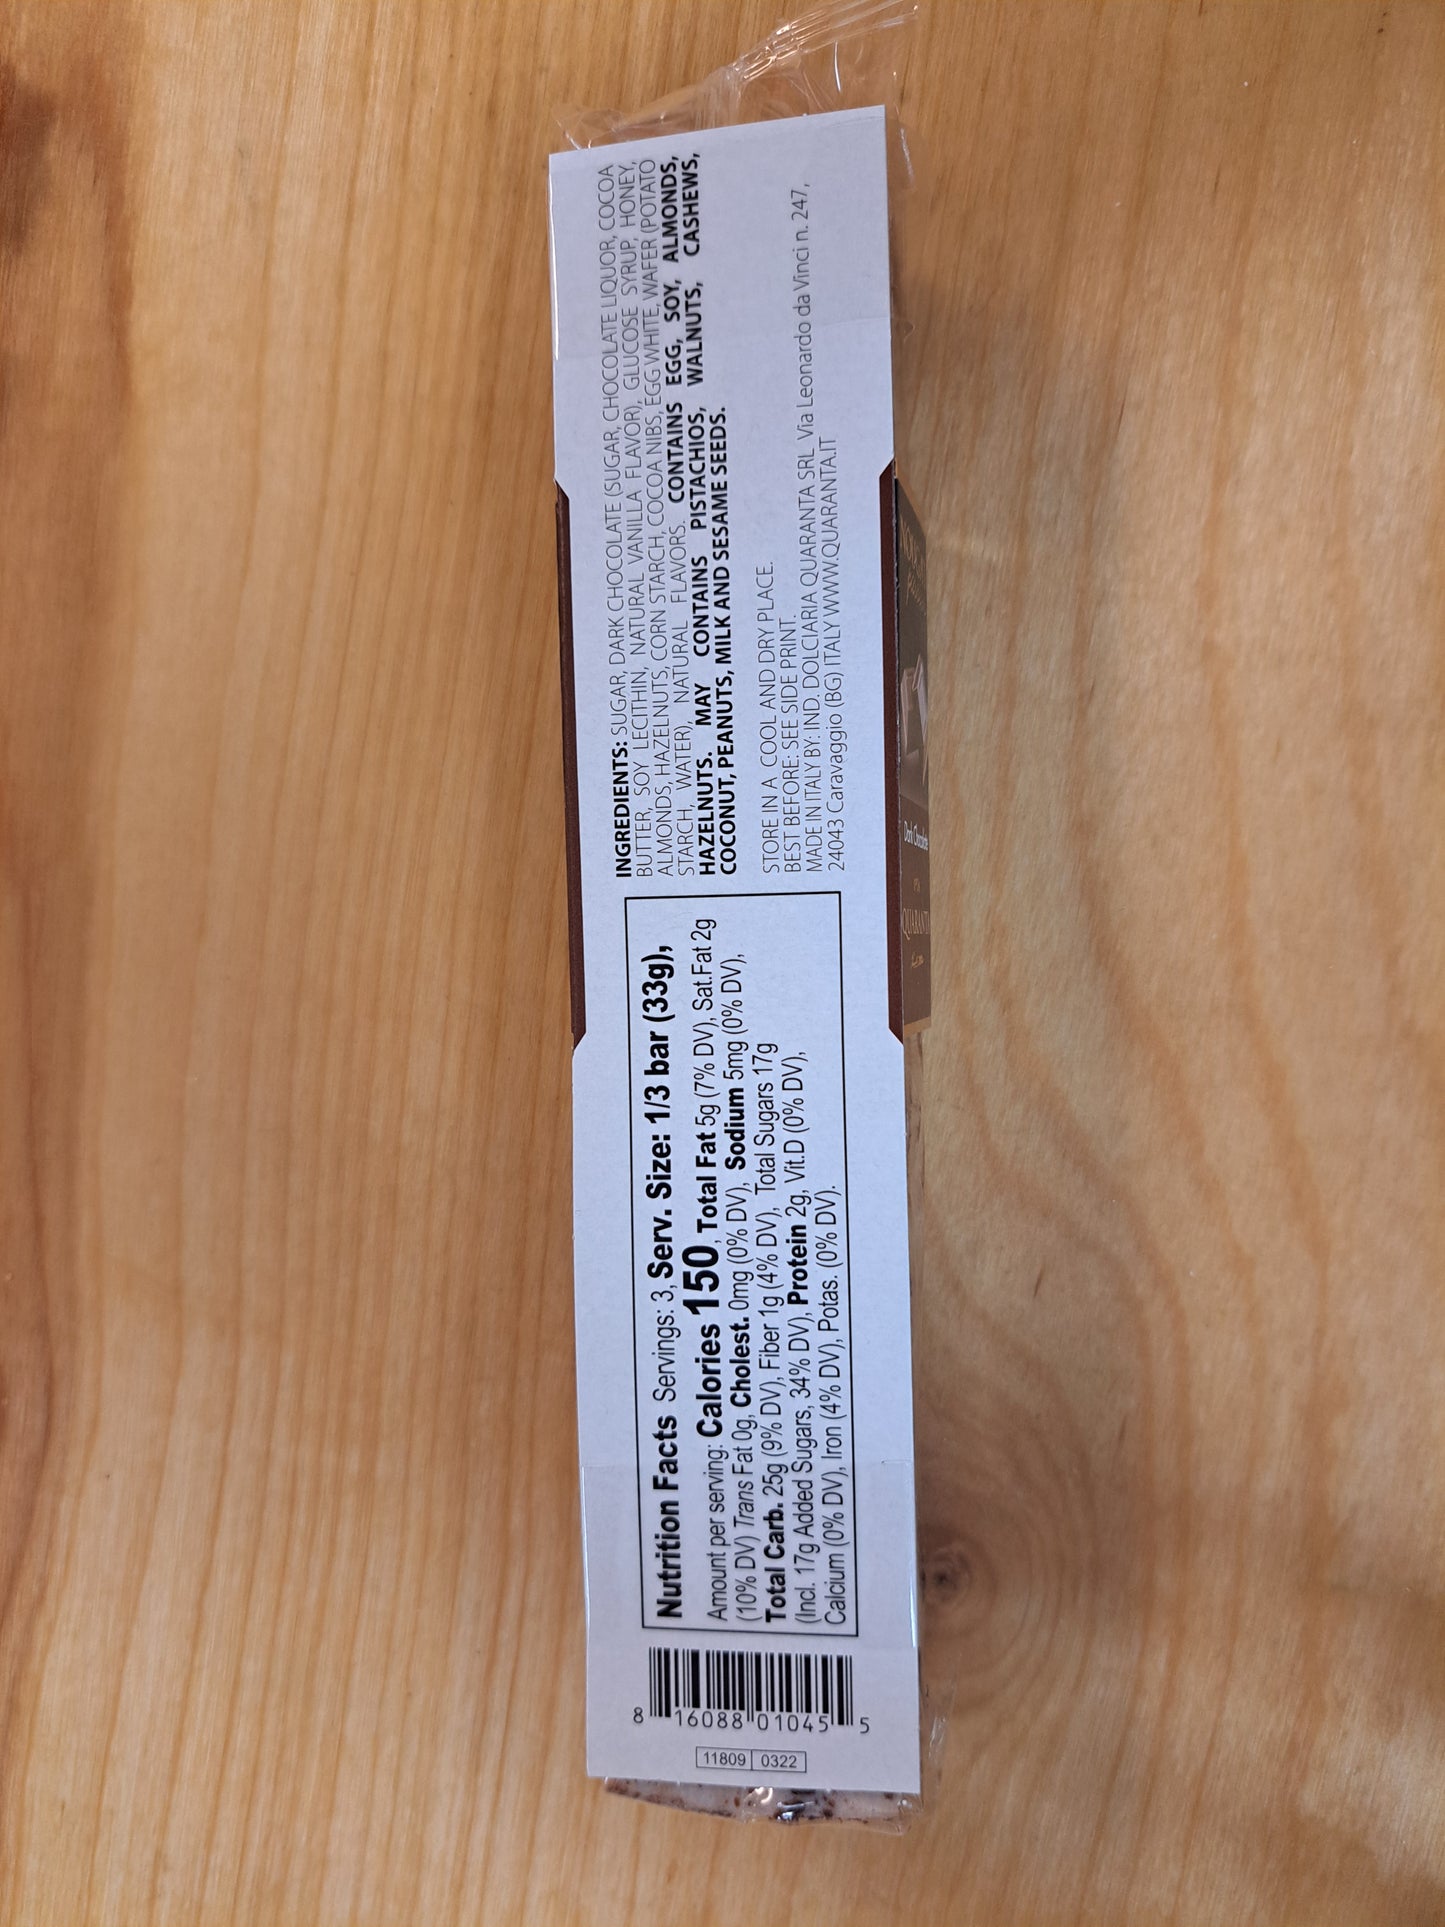 INGREDIENTS: SUGAR, DARK CHOCOLATE (SUGAR, CHOCOLATE LIQUOR, COCOA
BUTTER, SOY LECITHIN, NATURAL VANILLA FLAVOR), GLUCOSE SYRUP, HONEY,
ALMONDS, HAZELNUTS, CORN STARCH, COCOA NIBS, EGG WHITE, WAFER (POTATO
STARCH, WATER), NATURAL FLAVORS. CONTAINS EGG, SOY, ALMONDS,
HAZELNUTS. MAY CONTAINS PISTACHIOS, WALNUTS, CASHEWS,
COCONUT, PEANUTS, MILK AND SESAME SEEDS.
STORE IN A COOL AND DRY PLACE.
BEST BEFORE: SEE SIDE PRINT.
MADE IN ITALY BY: IND. DOLCIARIA QUARANTA SRL Via Leonardo da Vinci n. 247,
24043 Caravaggio (BG) ITALY WWW.QUARANTA.IT
Nutrition Facts Servings: 3, Serv. Size: 1/3 bar (33g),
Amount per serving: Calories 150, Total Fat 5g (7% DV), Sat.Fat 2g
(10% DV) Trans Fat 0g, Cholest. 0mg (0% DV), Sodium 5mg (0% DV),
Total Carb. 25g (9% DV), Fiber 1g (4% DV), Total Sugars 17g
(Incl. 17g Added Sugars, 34% DV), Protein 2g, Vit.D (0% DV),
Calcium (0% DV), Iron (4% DV), Potas. (0% DV).
8 16088 01045 5
11809 0322
Dark Chocolate
QUARANTA